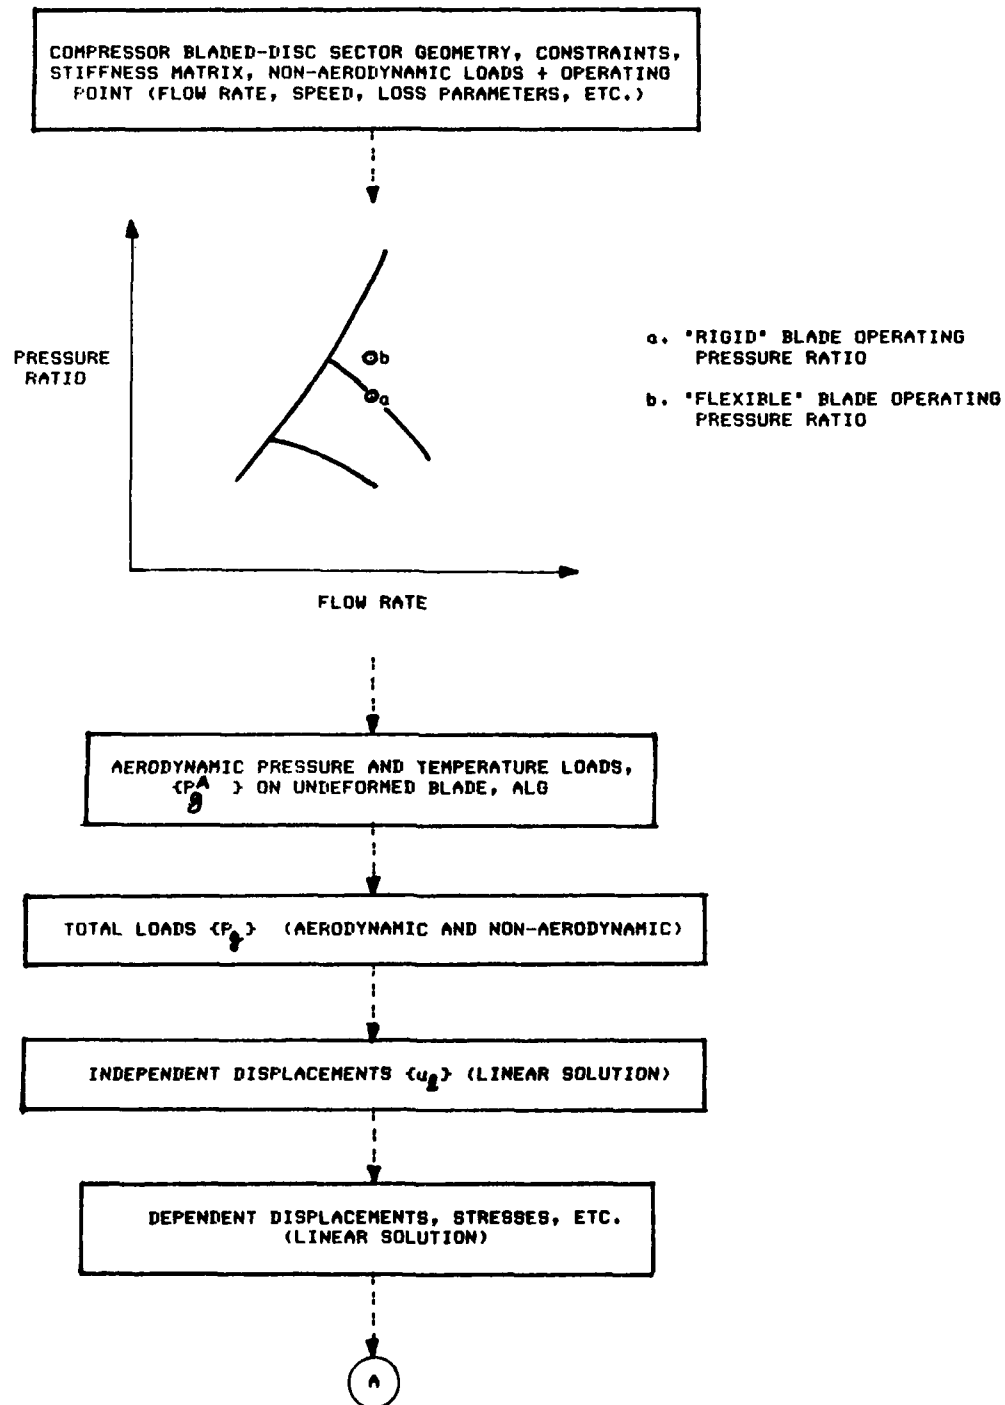 COMPRESSOR BLADED-DISC SECTOR GEOMETRY, CONSTRAINTS,
STIFFNESS MATRIX, NON-AERODYNAMIC LOADS + OPERATING
POINT (FLOW RATE, SPEED, LOSS PARAMETERS, ETC.)
PRESSURE
RATIO
b
a
a. "RIGID" BLADE OPERATING
PRESSURE RATIO
b. "FLEXIBLE" BLADE OPERATING
PRESSURE RATIO
FLOW RATE
AERODYNAMIC PRESSURE AND TEMPERATURE LOADS,
{P_g^A} ON UNDEFORMED BLADE, ALG
TOTAL LOADS {P_g} (AERODYNAMIC AND NON-AERODYNAMIC)
INDEPENDENT DISPLACEMENTS {u_ℓ} (LINEAR SOLUTION)
DEPENDENT DISPLACEMENTS, STRESSES, ETC.
(LINEAR SOLUTION)
A